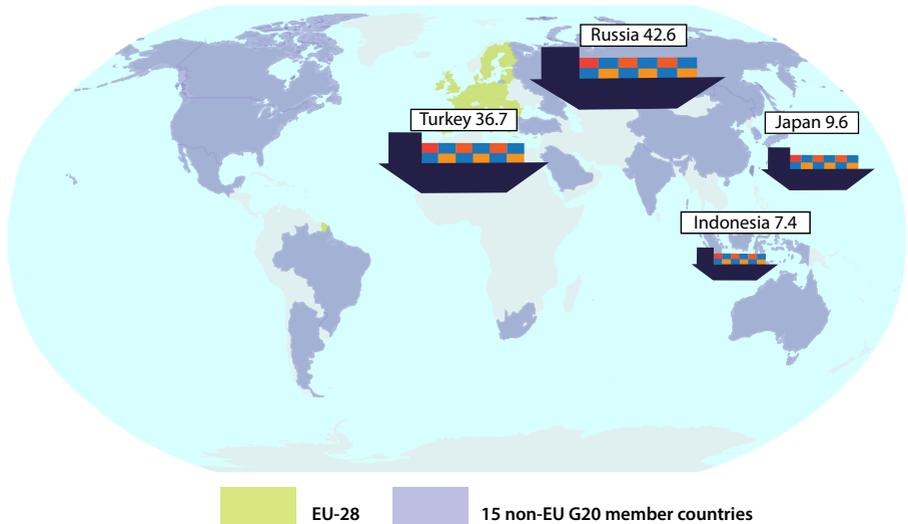 Russia 42.6
Turkey 36.7
Japan 9.6
Indonesia 7.4
EU-28
15 non-EU G20 member countries